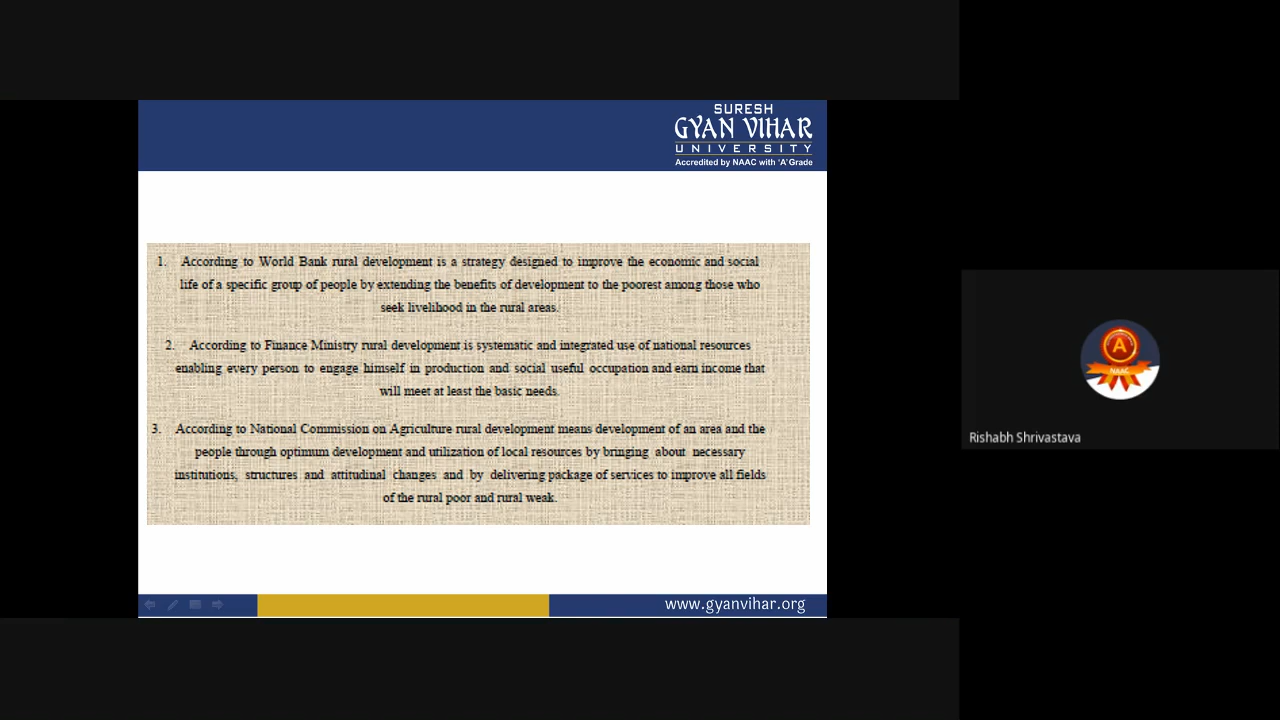 SURESH
GYAN VIHAR
UNIVERSITY
Accredited by NAAC with 'A' Grade
1. According to World Bank rural development is a strategy designed to improve the economic and social
life of a specific group of people by extending the benefits of development to the poorest among those who
seek livelihood in the rural areas.
2. According to Finance Ministry rural development is systematic and integrated use of national resources
enabling every person to engage himself in production and social useful occupation and earn income that
will meet at least the basic needs.
3. According to National Commission on Agriculture rural development means development of an area and the
people through optimum development and utilization of local resources by bringing about necessary
institutions, structures and attitudinal changes and by delivering package of services to improve all fields
of the rural poor and rural weak.
www.gyanvihar.org
A
NAAC
Rishabh Shrivastava